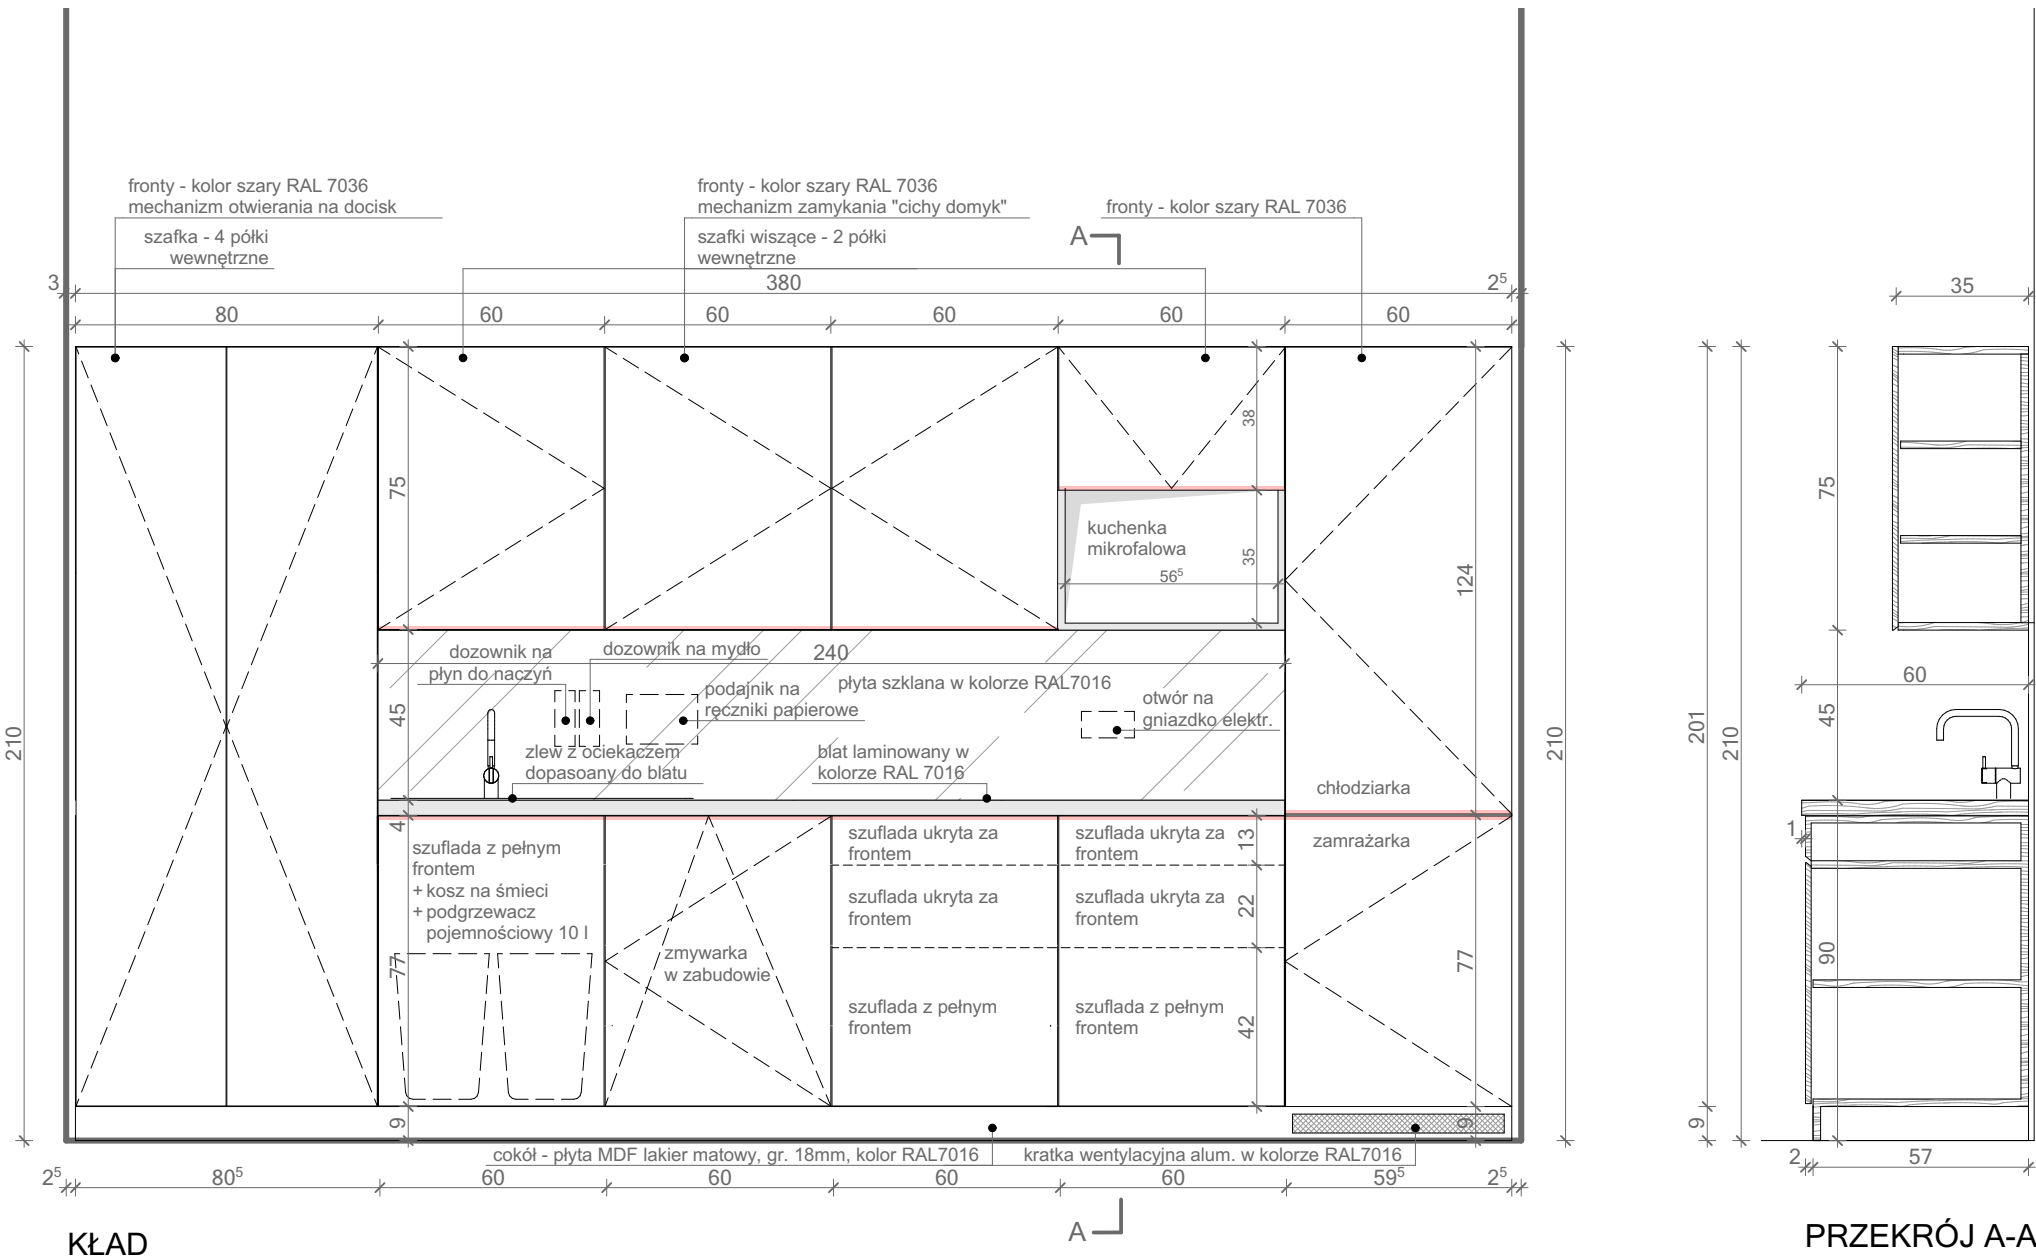 fronty - kolor szary RAL 7036
mechanizm otwierania na docisk
szafka - 4 półki
wewnętrzne
fronty - kolor szary RAL 7036
mechanizm zamykania "cichy domyk"
szafki wiszące - 2 półki
wewnętrzne
fronty - kolor szary RAL 7036
A
3
380
2⁵
35
80
60
60
60
60
60
38
75
75
kuchenka
mikrofalowa
35
56⁵
124
dozownik na
płyn do naczyń
dozownik na mydło
240
płyta szklana w kolorze RAL7016
podajnik na
ręczniki papierowe
otwór na
gniazdko elektr.
60
45
45
210
210
201
210
zlew z ociekaczem
dopasoany do blatu
blat laminowany w
kolorze RAL 7016
chłodziarka
4
1
szuflada z pełnym
frontem
+ kosz na śmieci
+ podgrzewacz
pojemnościowy 10 l
szuflada ukryta za
frontem
szuflada ukryta za
frontem
13
zamrażarka
szuflada ukryta za
frontem
szuflada ukryta za
frontem
22
77
zmywarka
w zabudowie
77
90
szuflada z pełnym
frontem
szuflada z pełnym
frontem
42
9
9
9
cokół - płyta MDF lakier matowy, gr. 18mm, kolor RAL7016
kratka wentylacyjna alum. w kolorze RAL7016
2
57
2⁵
80⁵
60
60
60
60
59⁵
2⁵
A
KŁAD
PRZEKRÓJ A-A